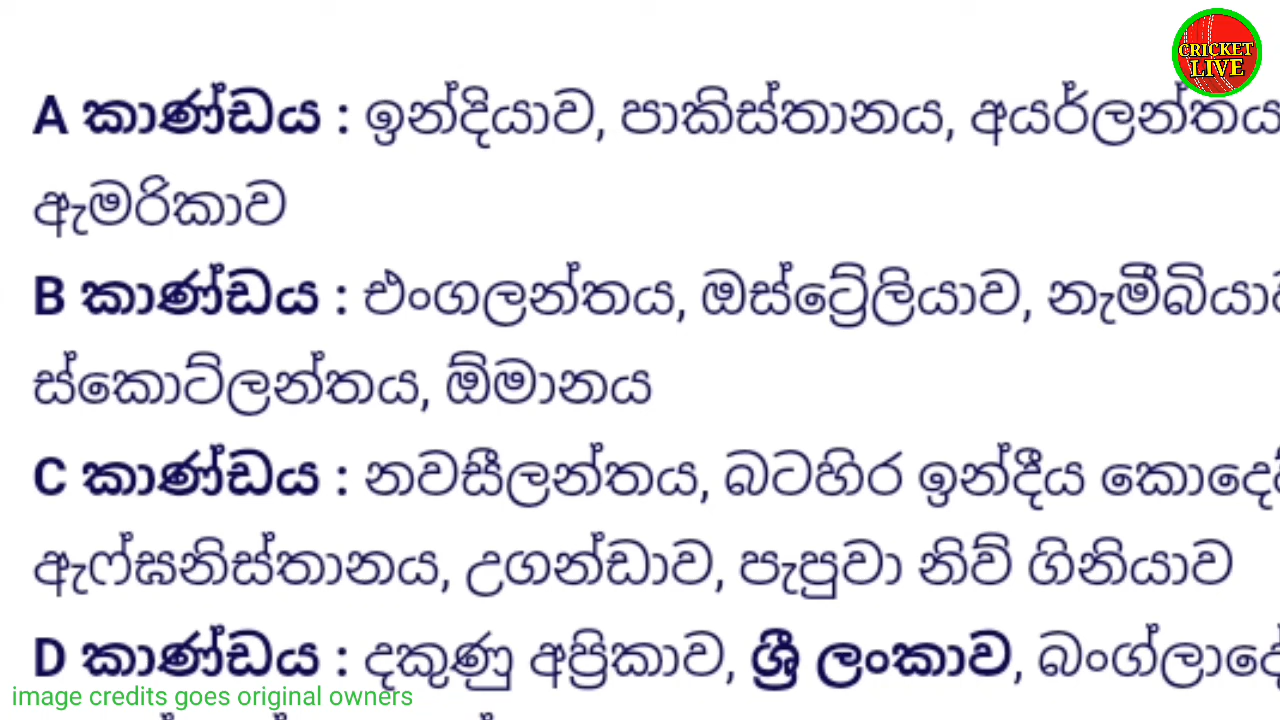 CRICKET
LIVE
A කාණ්ඩය : ඉන්දියාව, පාකිස්තානය, අයර්ලන්තය
ඇමරිකාව
B කාණ්ඩය : එංගලන්තය, ඔස්ට්‍රේලියාව, නැමීබියාව
ස්කොට්ලන්තය, ඕමානය
C කාණ්ඩය : නවසීලන්තය, බටහිර ඉන්දීය
ඇෆ්ඝනිස්තානය, උගන්ඩාව, පැපුවා නිව් ගිනියාව
D කාණ්ඩය : දකුණු අප්‍රිකාව, ශ්‍රී ලංකාව,
image credits goes original owners